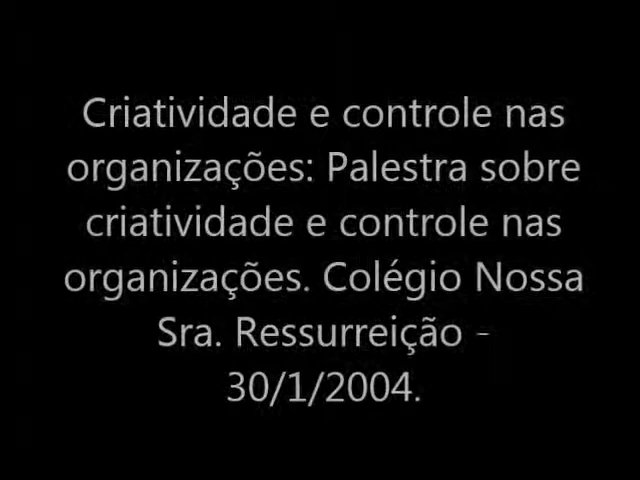 Criatividade e controle nas
organizações: Palestra sobre
criatividade e controle nas
organizações. Colégio Nossa
Sra. Ressurreição -
30/1/2004.